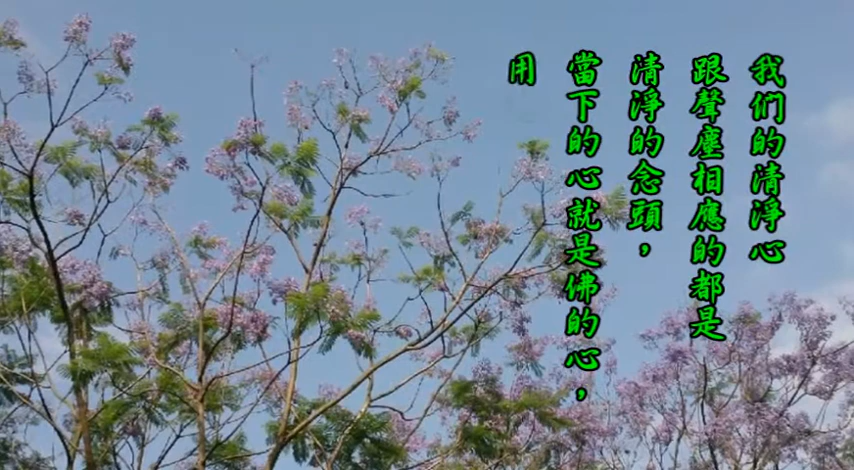 我们的清淨心
跟聲塵相應的都是
清淨的念頭，
當下的心就是佛的心，
用